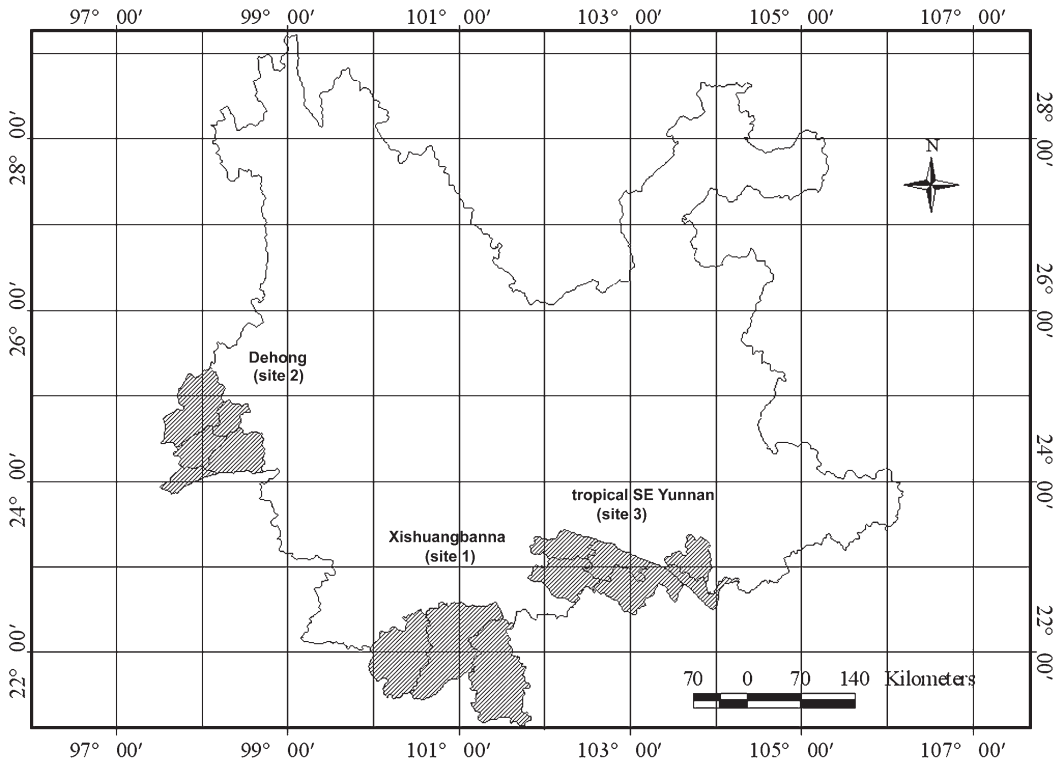 97° 00′ 99° 00′ 101° 00′ 103° 00′ 105° 00′ 107° 00′
28° 00′
28° 00′
N
26° 00′
26° 00′
Dehong
(site 2)
24° 00′
24° 00′
tropical SE Yunnan
(site 3)
Xishuangbanna
(site 1)
22° 00′
22° 00′
70 0 70 140 Kilometers
97° 00′ 99° 00′ 101° 00′ 103° 00′ 105° 00′ 107° 00′